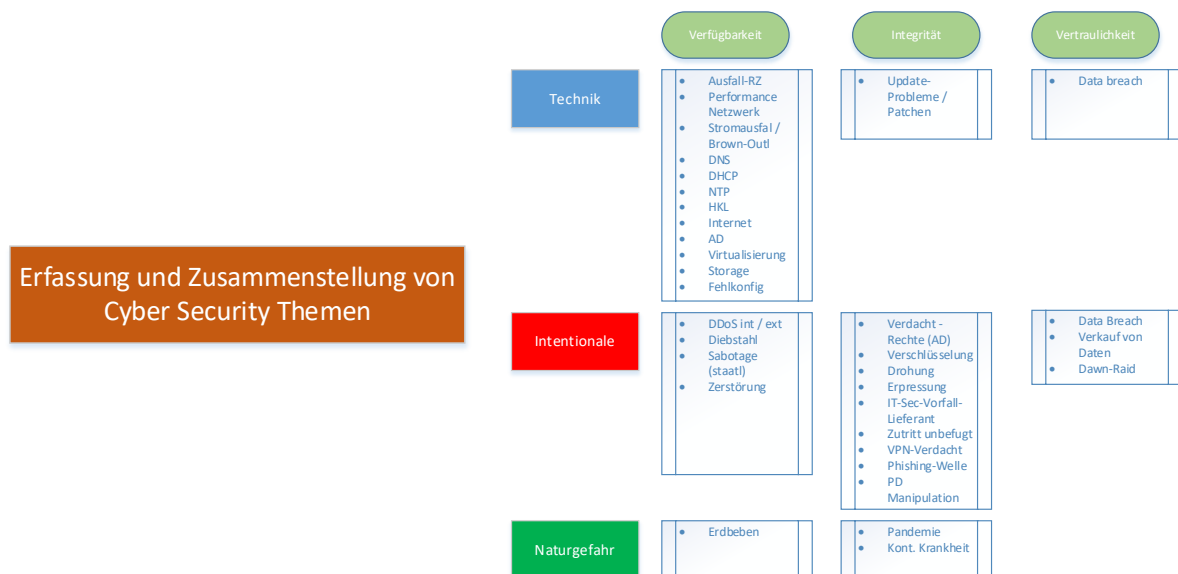 Verfügbarkeit
Integrität
Vertraulichkeit
Technik
• Ausfall-RZ
• Performance
Netzwerk
• Stromausfal /
Brown-Outl
• DNS
• DHCP
• NTP
• HKL
• Internet
• AD
• Virtualisierung
• Storage
• Fehlkonfig
• Update-
Probleme /
Patchen
• Data breach
Erfassung und Zusammenstellung von
Cyber Security Themen
Intentionale
• DDoS int / ext
• Diebstahl
• Sabotage
(staatl)
• Zerstörung
• Verdacht -
Rechte (AD)
• Verschlüsselung
• Drohung
• Erpressung
• IT-Sec-Vorfall-
Lieferant
• Zutritt unbefugt
• VPN-Verdacht
• Phishing-Welle
• PD
Manipulation
• Data Breach
• Verkauf von
Daten
• Dawn-Raid
Naturgefahr
• Erdbeben
• Pandemie
• Kont. Krankheit